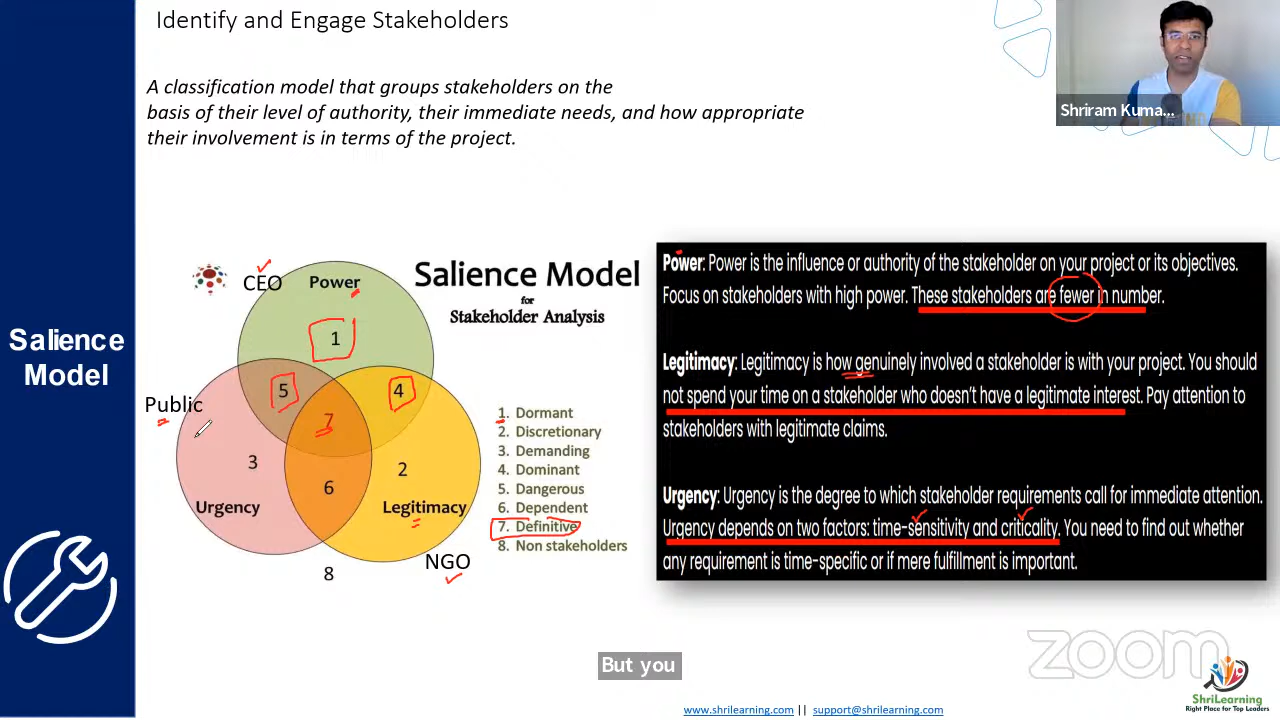 Identify and Engage Stakeholders
Shriram Kuma...
A classification model that groups stakeholders on the
basis of their level of authority, their immediate needs, and how appropriate
their involvement is in terms of the project.
Salience
Model
CEO
Power
1
5
4
7
Public
3
2
6
Urgency
Legitimacy
NGO
8
Salience Model
for
Stakeholder Analysis
1. Dormant
2. Discretionary
3. Demanding
4. Dominant
5. Dangerous
6. Dependent
7. Definitive
8. Non stakeholders
Power: Power is the influence or authority of the stakeholder on your project or its objectives.
Focus on stakeholders with high power. These stakeholders are fewer in number.
Legitimacy: Legitimacy is how genuinely involved a stakeholder is with your project. You should
not spend your time on a stakeholder who doesn't have a legitimate interest. Pay attention to
stakeholders with legitimate claims.
Urgency: Urgency is the degree to which stakeholder requirements call for immediate attention.
Urgency depends on two factors: time-sensitivity and criticality. You need to find out whether
any requirement is time-specific or if mere fulfillment is important.
But you
zoom
ShriLearning
Right Place for Top Leaders
www.shrilearning.com || support@shrilearning.com